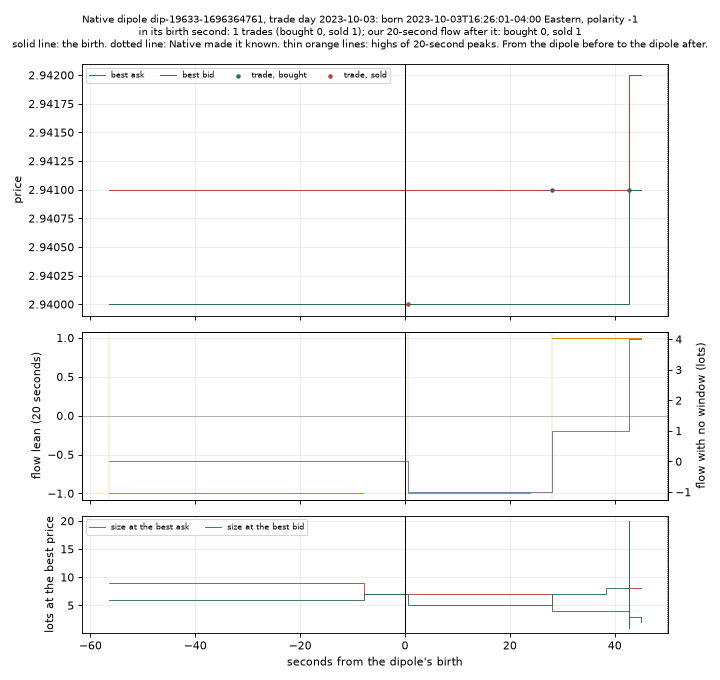 Native dipole dip-19633-1696364761, trade day 2023-10-03: born 2023-10-03T16:26:01-04:00 Eastern, polarity -1
in its birth second: 1 trades (bought 0, sold 1); our 20-second flow after it: bought 0, sold 1
solid line: the birth. dotted line: Native made it known. thin orange lines: highs of 20-second peaks. From the dipole before to the dipole after.
best ask
best bid
trade, bought
trade, sold
2.94200
2.94175
2.94150
2.94125
2.94100
2.94075
2.94050
2.94025
2.94000
price
1.0
0.5
0.0
−0.5
−1.0
flow lean (20 seconds)
4
3
2
1
0
−1
flow with no window (lots)
size at the best ask
size at the best bid
20
15
10
5
lots at the best price
−60
−40
−20
0
20
40
seconds from the dipole's birth